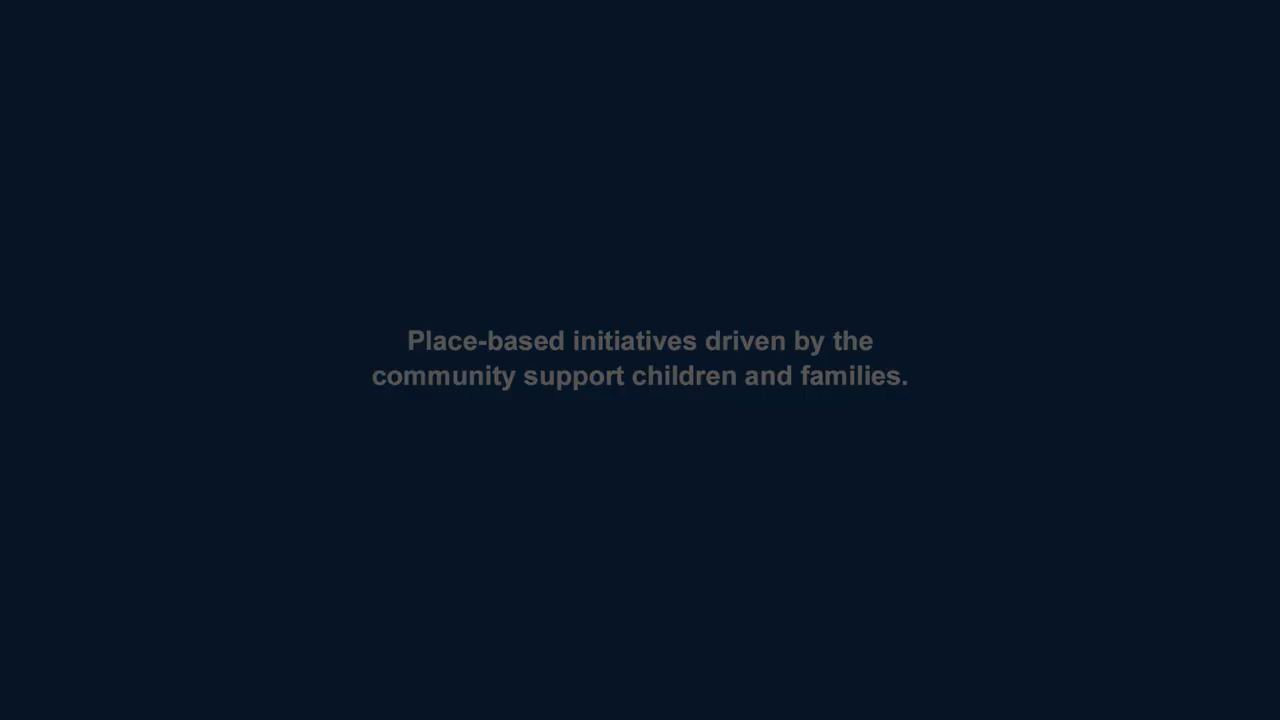 Place-based initiatives driven by the
community support children and families.